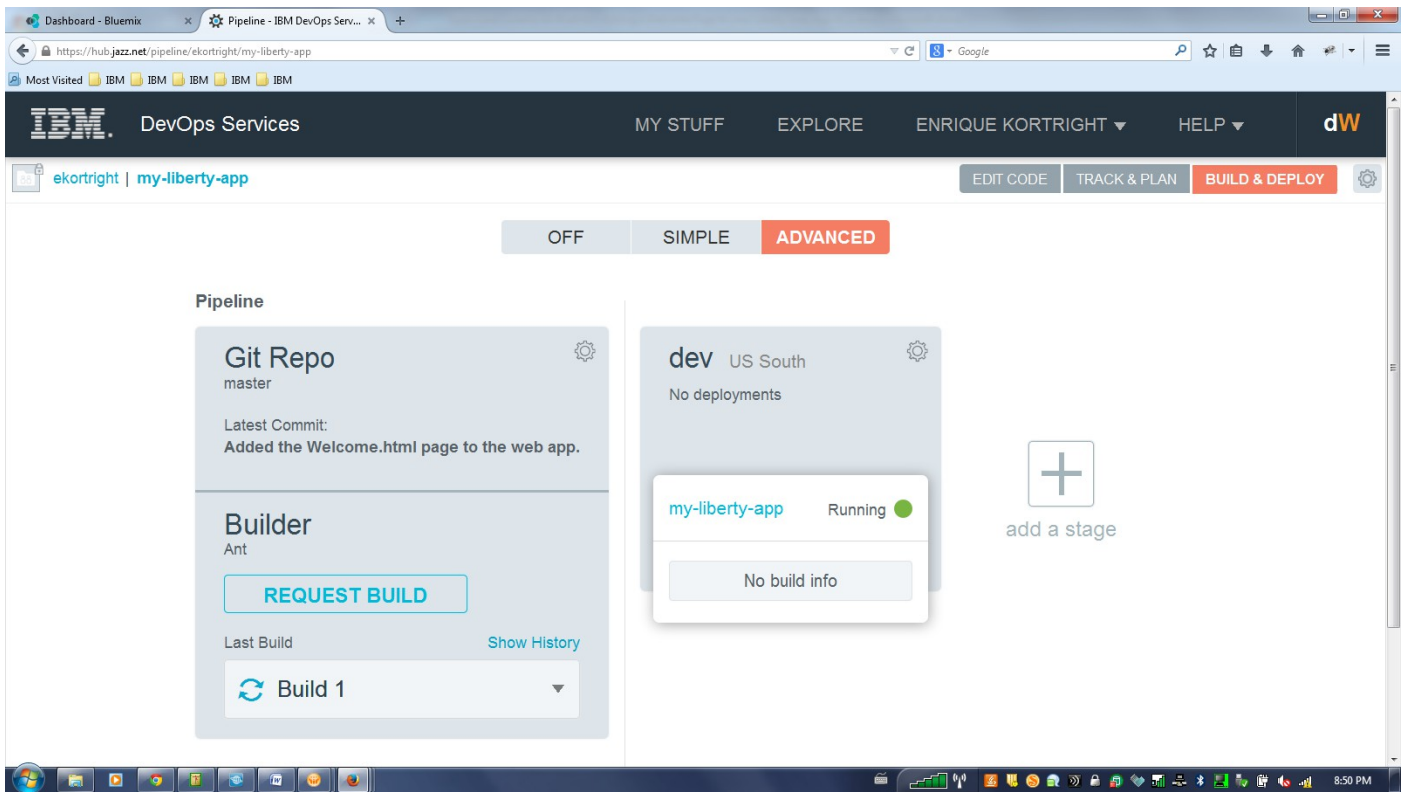 Dashboard - Bluemix
Pipeline - IBM DevOps Serv...
https://hub.jazz.net/pipeline/ekortright/my-liberty-app
Google
Most Visited IBM IBM IBM IBM IBM
IBM. DevOps Services MY STUFF EXPLORE ENRIQUE KORTRIGHT HELP dW
ekortright | my-liberty-app EDIT CODE TRACK & PLAN BUILD & DEPLOY
OFF SIMPLE ADVANCED
Pipeline
Git Repo
master
Latest Commit:
Added the Welcome.html page to the web app.
Builder
Ant
REQUEST BUILD
Last Build Show History
Build 1
dev US South
No deployments
my-liberty-app Running
No build info
add a stage
8:50 PM